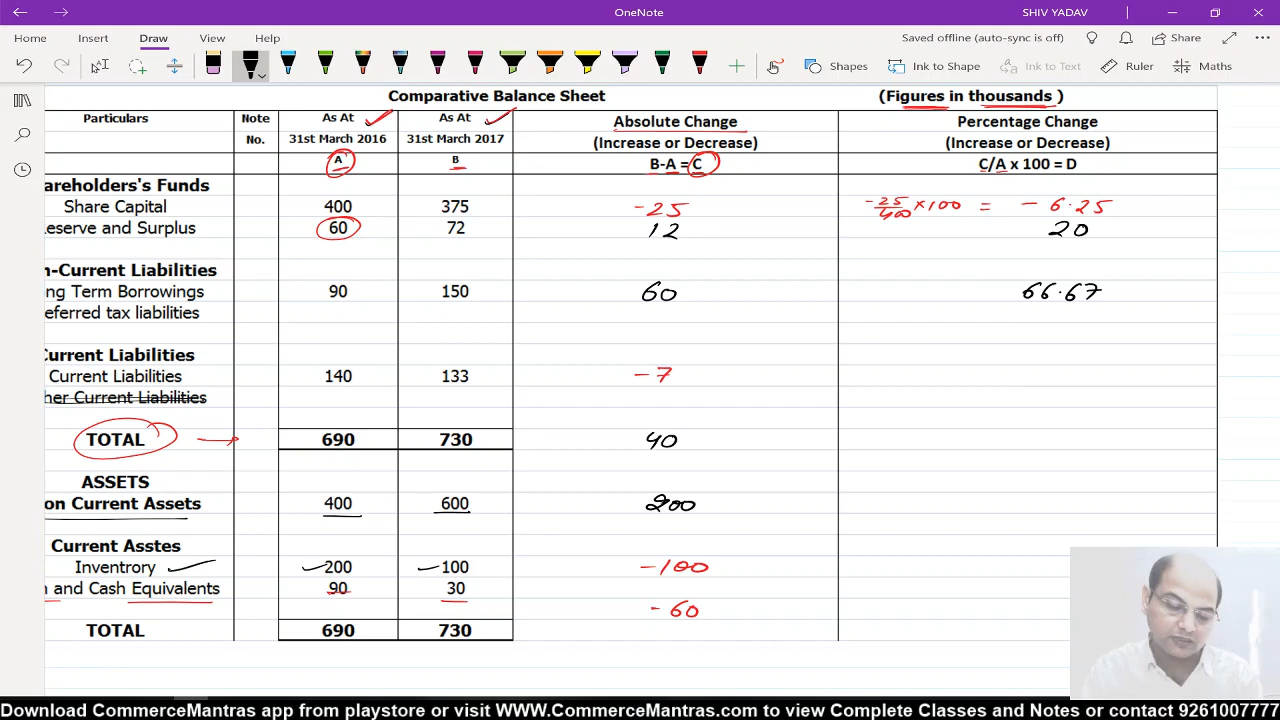 OneNote
SHIV YADAV
Home Insert Draw View Help
Saved offline (auto-sync is off)
Share
Shapes
Ink to Shape
Ink to Text
Ruler
Maths
Comparative Balance Sheet (Figures in thousands )
Particulars Note No. As At 31st March 2016 As At 31st March 2017 Absolute Change (Increase or Decrease) Percentage Change (Increase or Decrease)
A B B-A = C C/A x 100 = D
areholders's Funds
Share Capital 400 375 -25 -25/400 ×100 = -6.25
eserve and Surplus 60 72 12 20
n-Current Liabilities
ng Term Borrowings 90 150 60 66.67
eferred tax liabilities
Current Liabilities
Current Liabilities 140 133 -7
her Current Liabilities
TOTAL 690 730 40
ASSETS
on Current Assets 400 600 200
Current Asstes
Inventrory 200 100 -100
n and Cash Equivalents 90 30 -60
TOTAL 690 730
Download CommerceMantras app from playstore or visit WWW.CommerceMantras.com to view Complete Classes and Notes or contact 9261007777